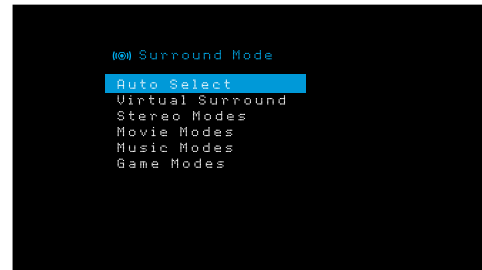 Surround Mode
Auto Select
Virtual Surround
Stereo Modes
Movie Modes
Music Modes
Game Modes